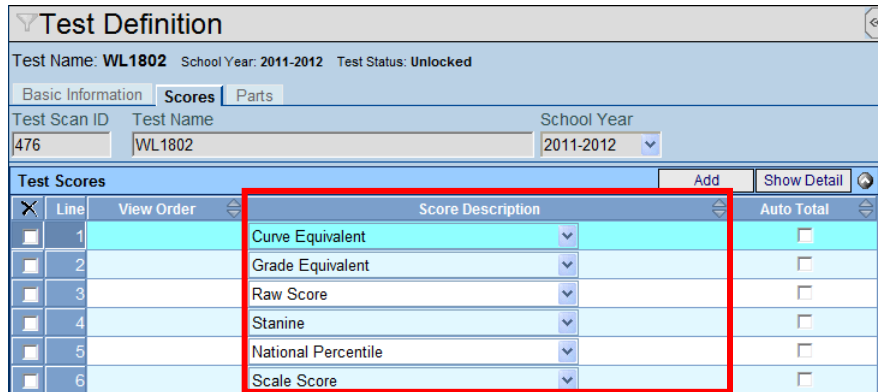 Test Definition
Test Name: WL1802 School Year: 2011-2012 Test Status: Unlocked
Basic Information Scores Parts
Test Scan ID Test Name School Year
476 WL1802 2011-2012
Test Scores Add Show Detail
X Line View Order Score Description Auto Total
1 Curve Equivalent
2 Grade Equivalent
3 Raw Score
4 Stanine
5 National Percentile
6 Scale Score